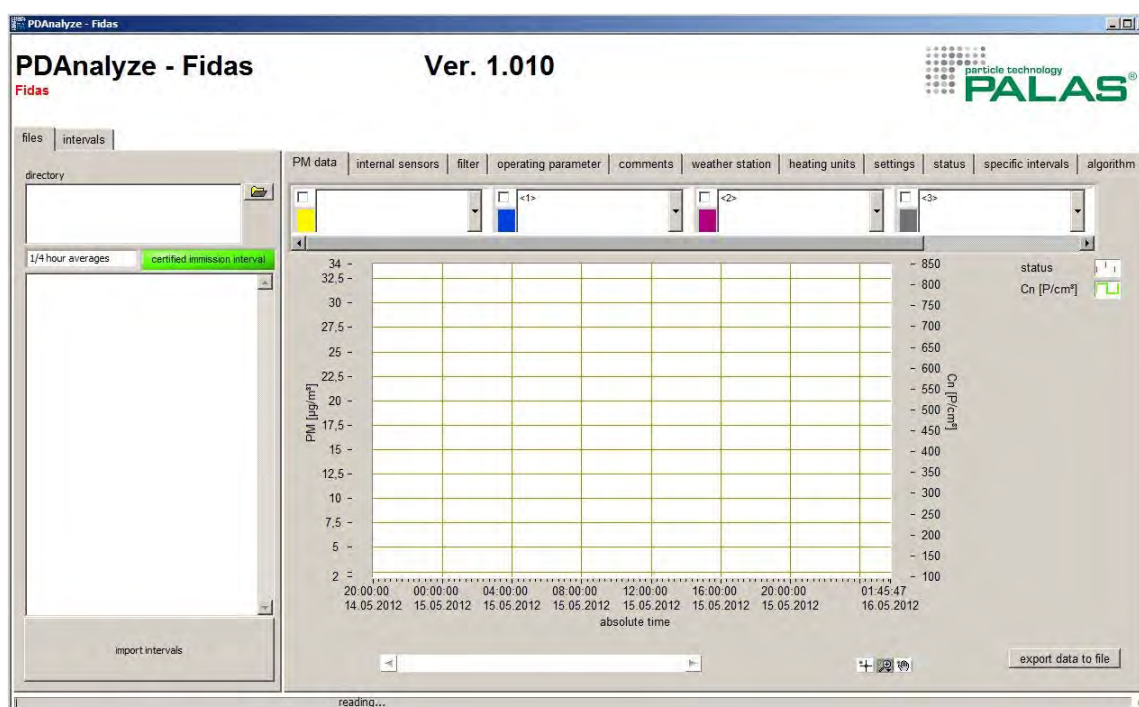 PDAnalyze - Fidas
PDAnalyze - Fidas
Ver. 1.010
Fidas
particle technology
PALAS®
files
intervals
directory
1/4 hour averages
certified immission interval
import intervals
PM data
internal sensors
filter
operating parameter
comments
weather station
heating units
settings
status
specific intervals
algorithm
<1>
<2>
<3>
PM [µg/m³]
34
32,5
30
27,5
25
22,5
20
17,5
15
12,5
10
7,5
5
2
850
800
750
700
650
600
550
500
450
400
350
300
250
200
150
100
Cn [P/cm³]
status
Cn [P/cm³]
20:00:00 00:00:00 04:00:00 08:00:00 12:00:00 16:00:00 20:00:00 01:45:47
14.05.2012 15.05.2012 15.05.2012 15.05.2012 15.05.2012 15.05.2012 15.05.2012 16.05.2012
absolute time
export data to file
reading...